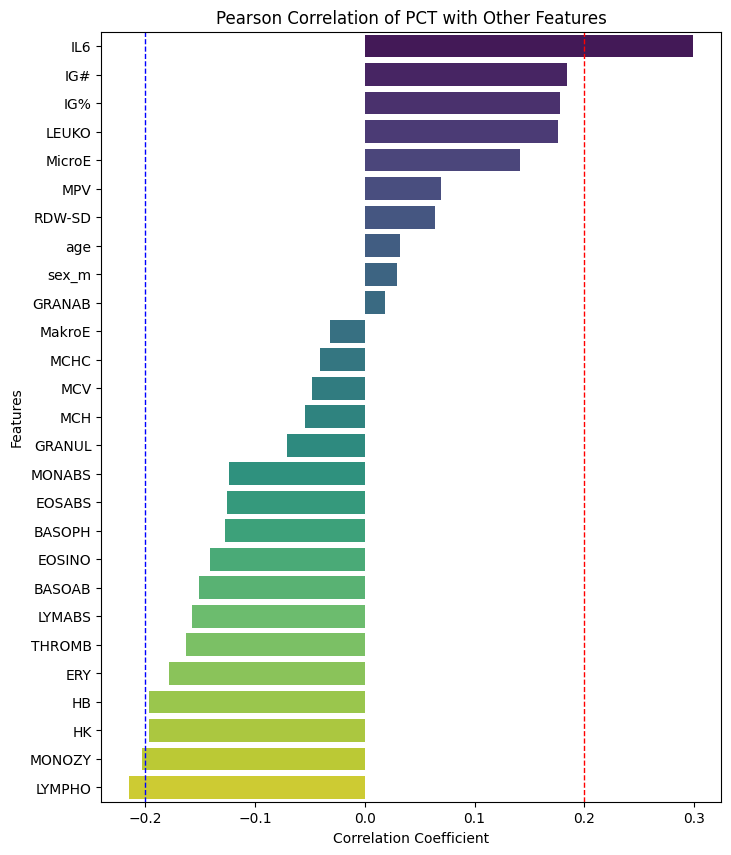 Pearson Correlation of PCT with Other Features
IL6
IG#
IG%
LEUKO
MicroE
MPV
RDW-SD
age
sex_m
GRANAB
MakroE
MCHC
MCV
MCH
GRANUL
MONABS
EOSABS
BASOPH
EOSINO
BASOAB
LYMABS
THROMB
ERY
HB
HK
MONOZY
LYMPHO
Features
−0.2 −0.1 0.0 0.1 0.2 0.3
Correlation Coefficient